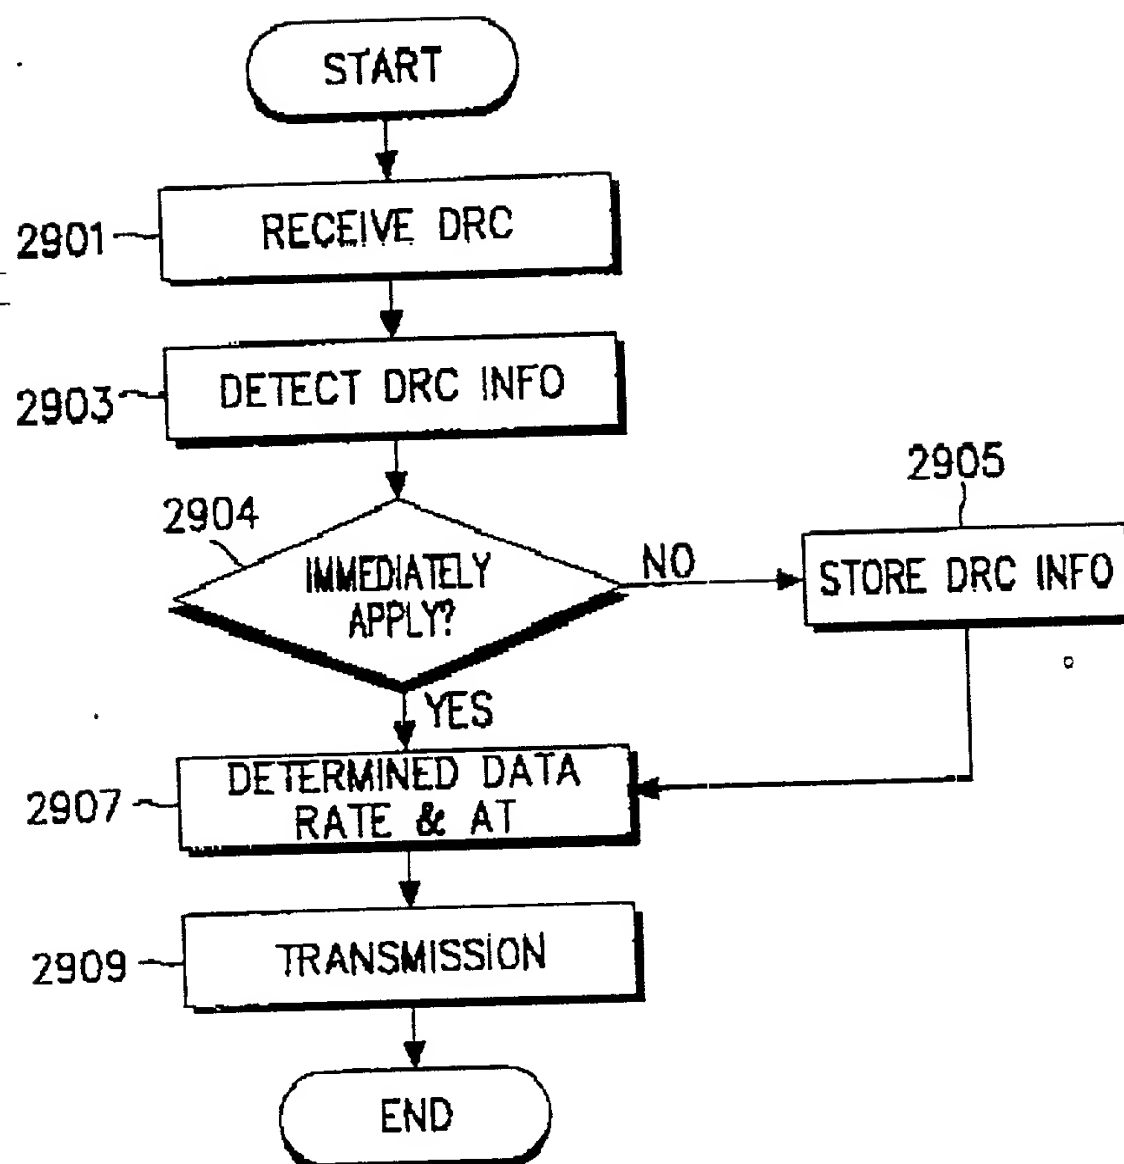 START
2901
RECEIVE DRC
2903
DETECT DRC INFO
2904
IMMEDIATELY
APPLY?
NO
2905
STORE DRC INFO
YES
2907
DETERMINED DATA
RATE & AT
2909
TRANSMISSION
END